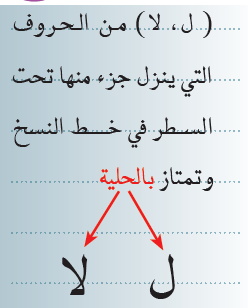 ( ل، لا) من الحروف
التي ينزل جزء منها تحت
السطر في خط النسخ
وتمتاز بالحلية
ل لا